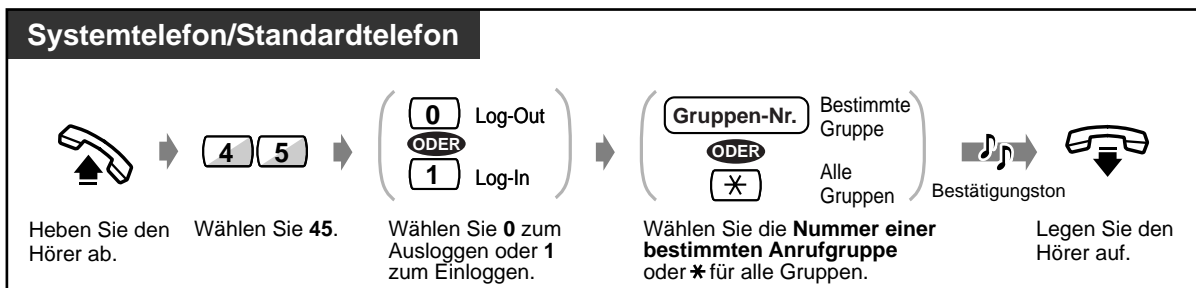 Systemtelefon/Standardtelefon
4 5
0 Log-Out
ODER
1 Log-In
Gruppen-Nr. Bestimmte
Gruppe
ODER
Alle
Gruppen
Bestätigungston
Heben Sie den
Hörer ab.
Wählen Sie 45.
Wählen Sie 0 zum
Ausloggen oder 1
zum Einloggen.
Wählen Sie die Nummer einer
bestimmten Anrufgruppe
oder * für alle Gruppen.
Legen Sie den
Hörer auf.